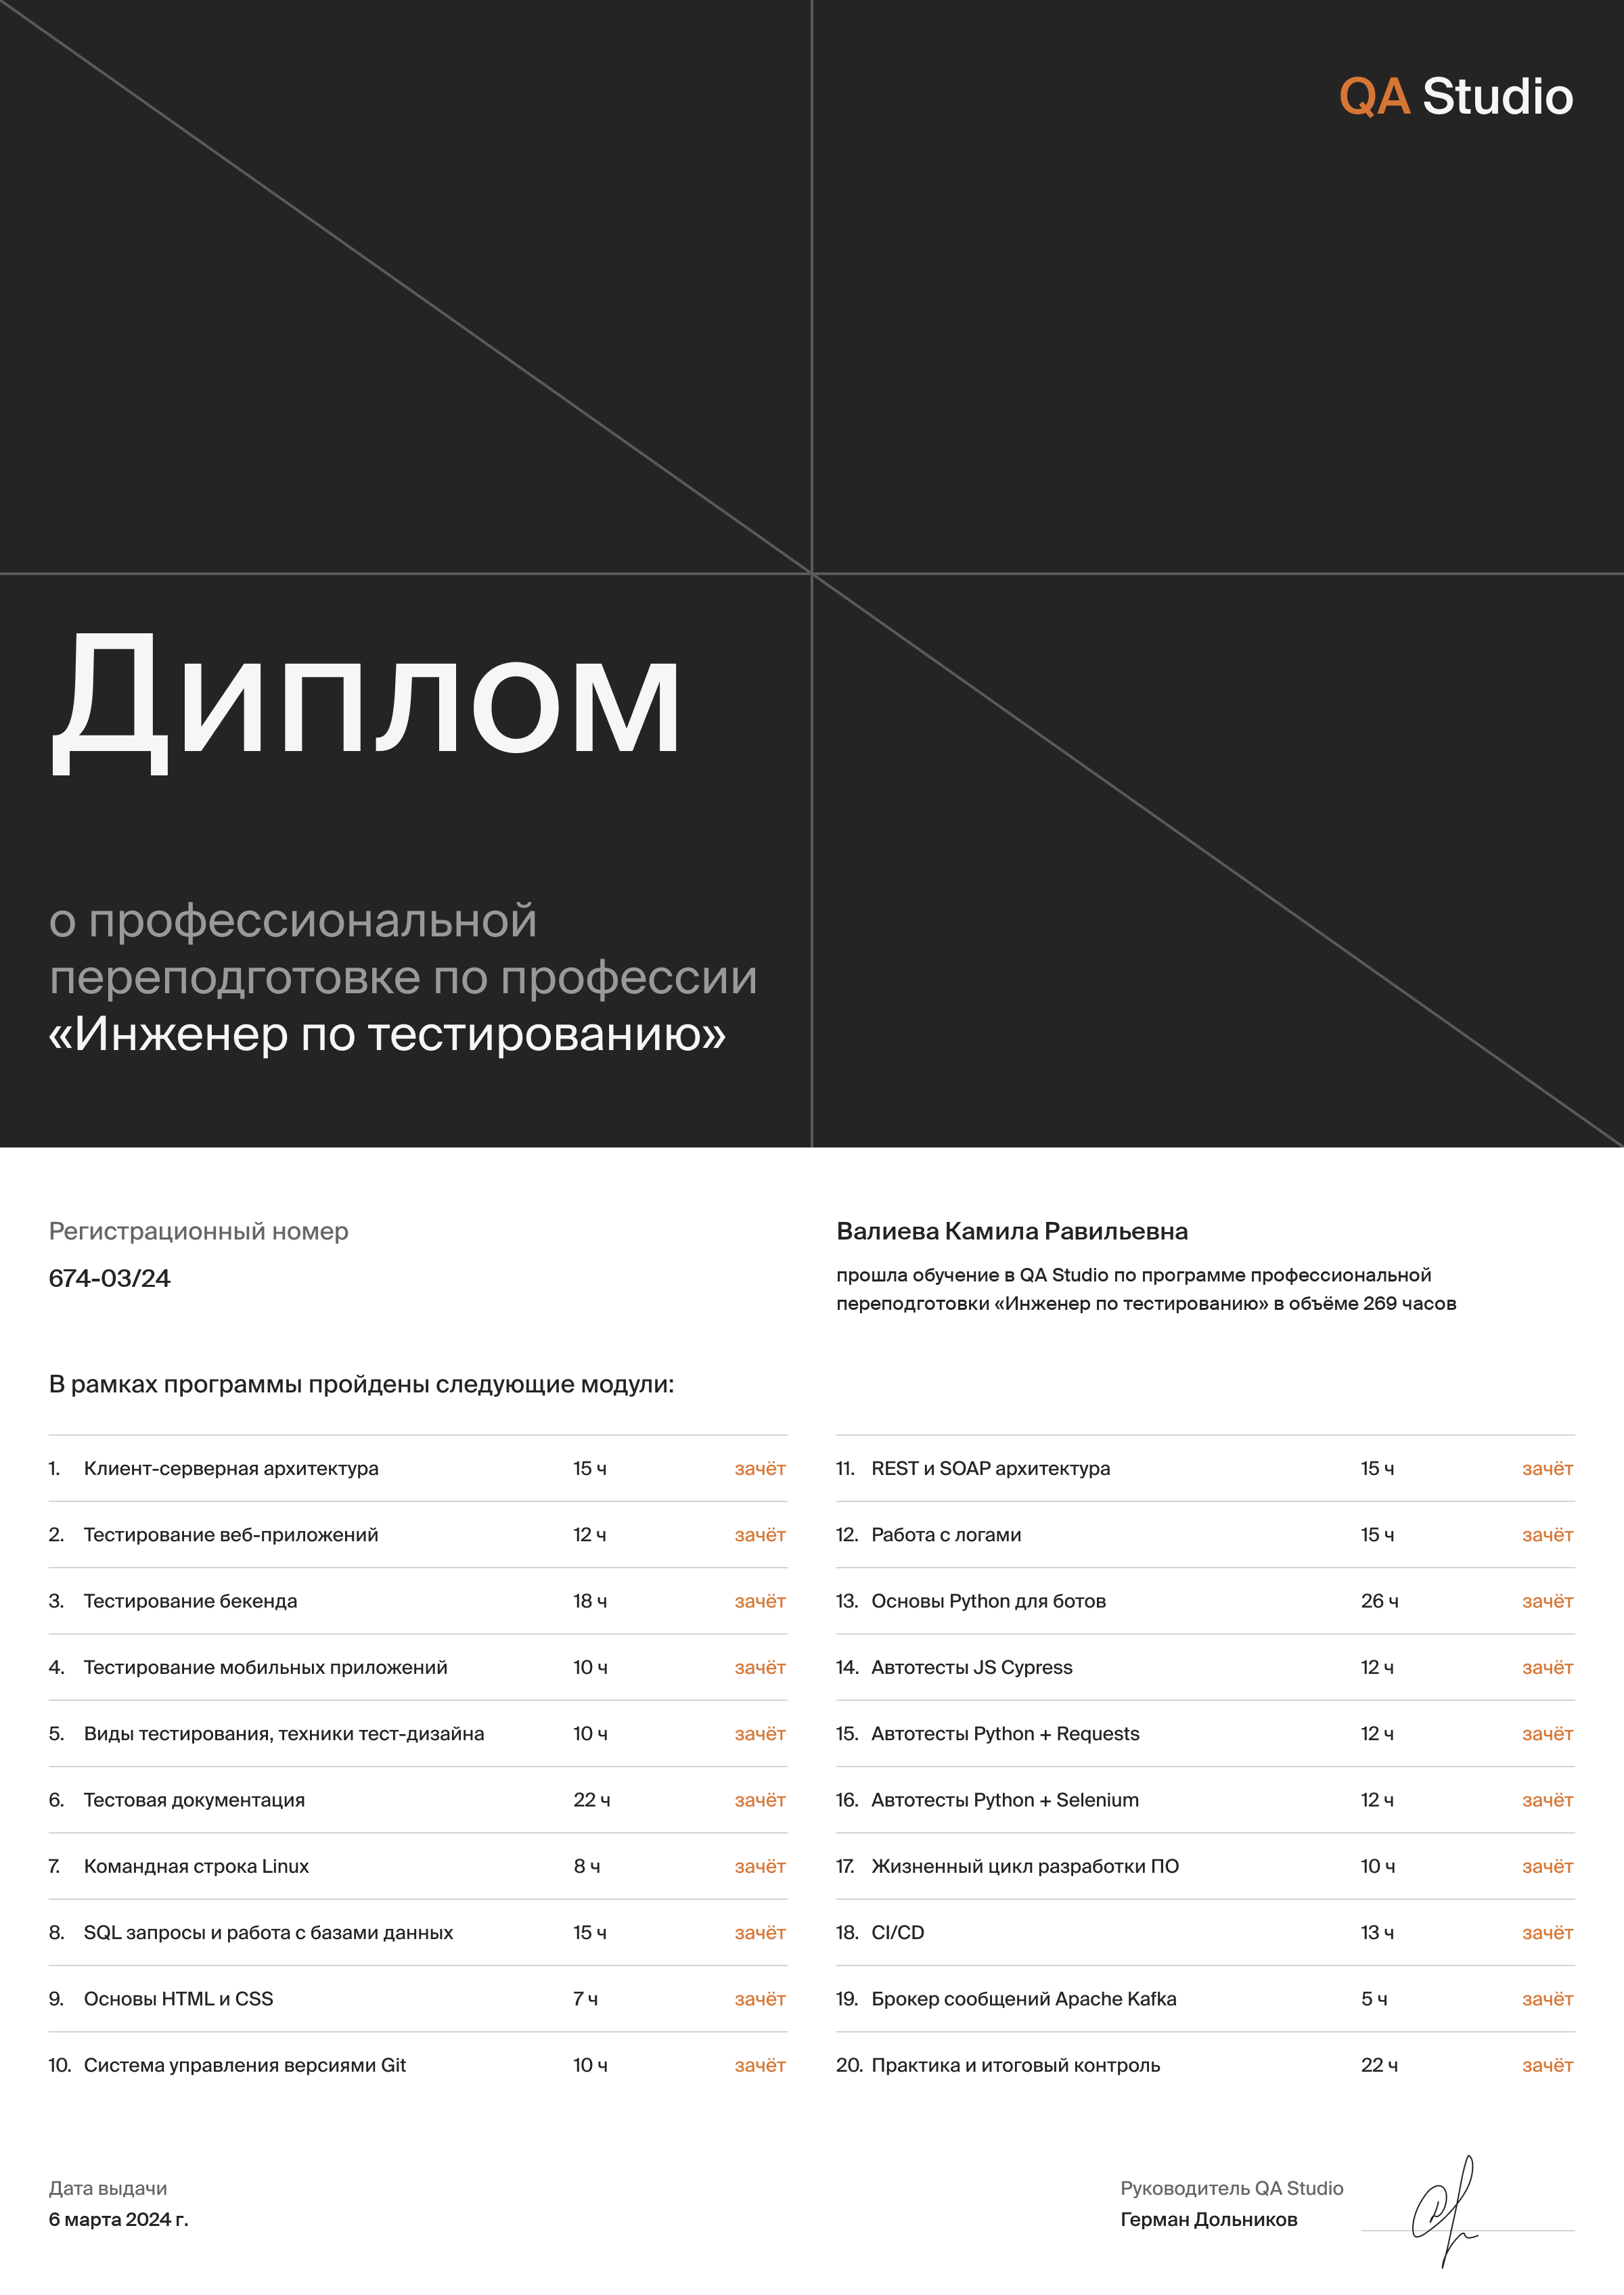 QA Studio
Диплом
о профессиональной
переподготовке по профессии
«Инженер по тестированию»
Регистрационный номер
674-03/24
Валиева Камила Равильевна
прошла обучение в QA Studio по программе профессиональной
переподготовки «Инженер по тестированию» в объёме 269 часов
В рамках программы пройдены следующие модули:
1. Клиент-серверная архитектура 15 ч зачёт
2. Тестирование веб-приложений 12 ч зачёт
3. Тестирование бекенда 18 ч зачёт
4. Тестирование мобильных приложений 10 ч зачёт
5. Виды тестирования, техники тест-дизайна 10 ч зачёт
6. Тестовая документация 22 ч зачёт
7. Командная строка Linux 8 ч зачёт
8. SQL запросы и работа с базами данных 15 ч зачёт
9. Основы HTML и CSS 7 ч зачёт
10. Система управления версиями Git 10 ч зачёт
11. REST и SOAP архитектура 15 ч зачёт
12. Работа с логами 15 ч зачёт
13. Основы Python для ботов 26 ч зачёт
14. Автотесты JS Cypress 12 ч зачёт
15. Автотесты Python + Requests 12 ч зачёт
16. Автотесты Python + Selenium 12 ч зачёт
17. Жизненный цикл разработки ПО 10 ч зачёт
18. CI/CD 13 ч зачёт
19. Брокер сообщений Apache Kafka 5 ч зачёт
20. Практика и итоговый контроль 22 ч зачёт
Дата выдачи
6 марта 2024 г.
Руководитель QA Studio
Герман Дольников